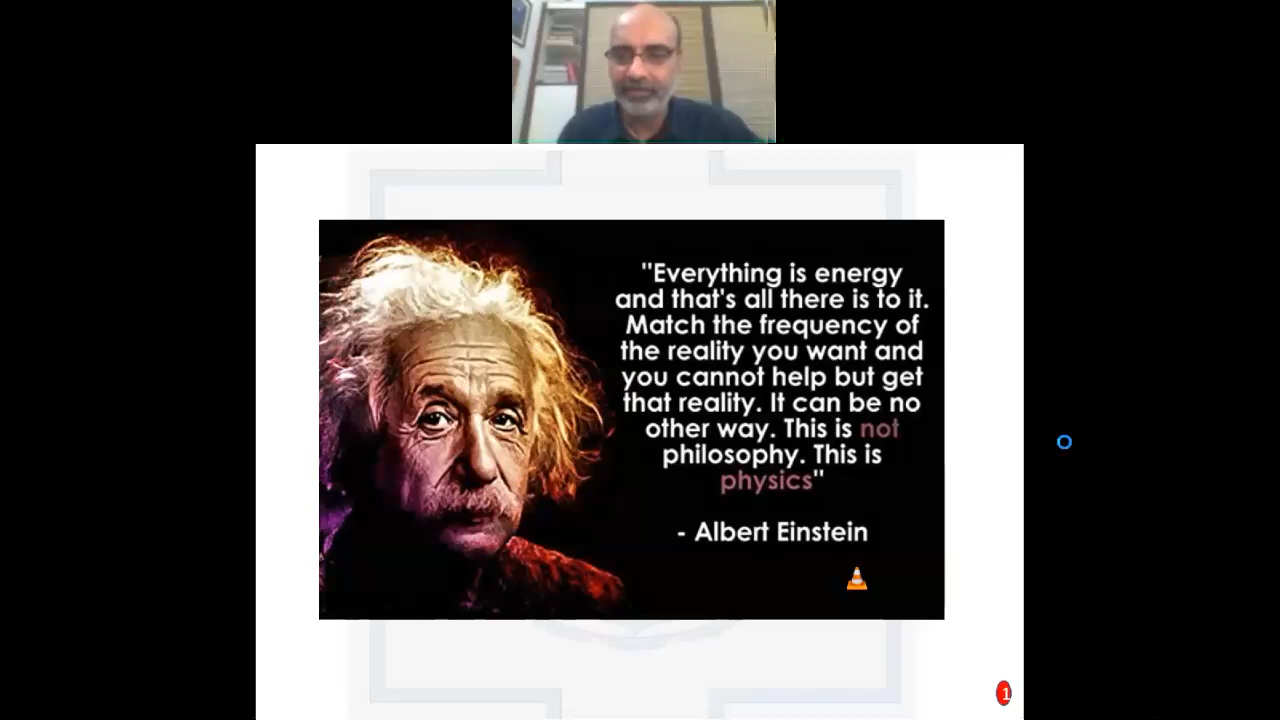 "Everything is energy
and that's all there is to it.
Match the frequency of
the reality you want and
you cannot help but get
that reality. It can be no
other way. This is not
philosophy. This is
physics"
- Albert Einstein
1